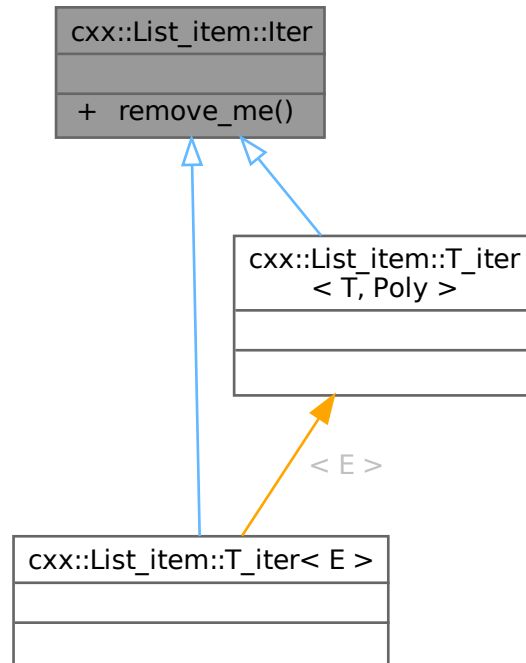 cxx::List_item::Iter
+ remove_me()
cxx::List_item::T_iter
< T, Poly >
< E >
cxx::List_item::T_iter< E >